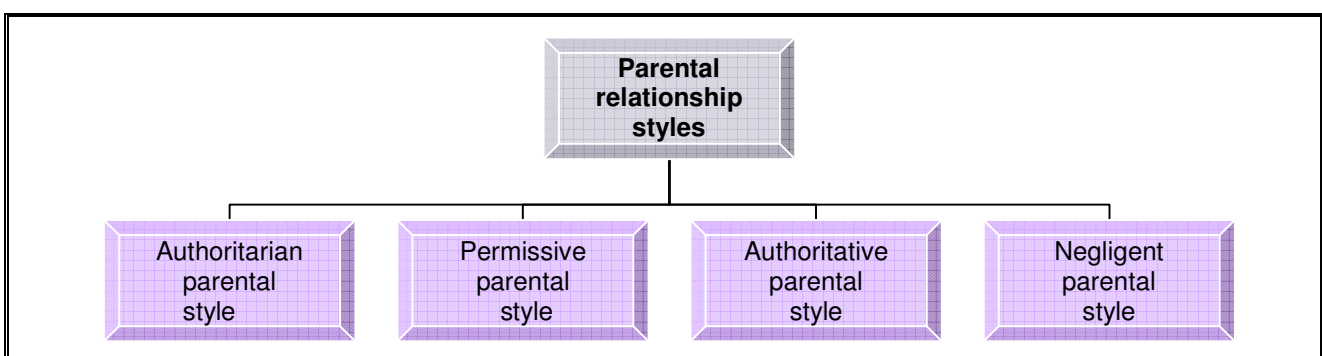 Parental
relationship
styles
Authoritarian
parental
style
Permissive
parental
style
Authoritative
parental
style
Negligent
parental
style